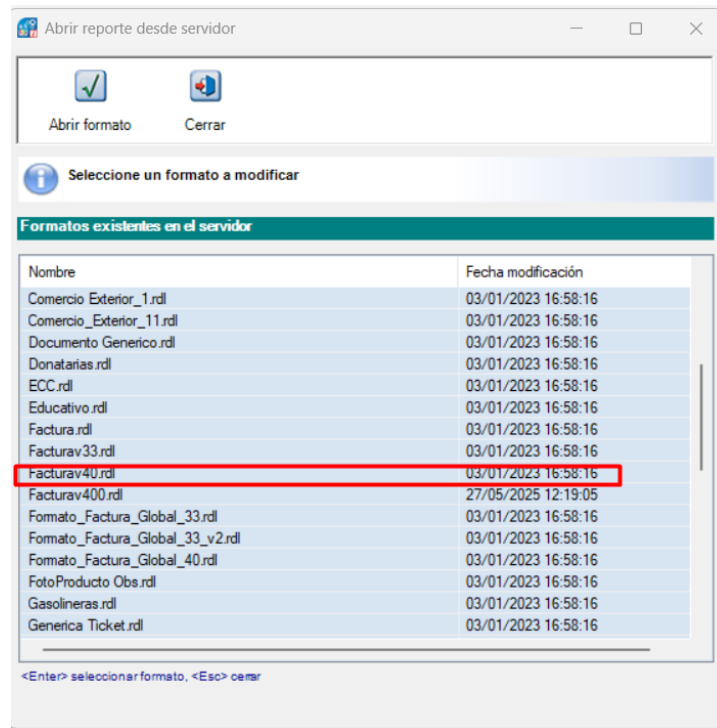 Abrir reporte desde servidor
Abrir formato Cerrar
Seleccione un formato a modificar
Formatos existentes en el servidor
Nombre Fecha modificación
Comercio Exterior_1.rdl 03/01/2023 16:58:16
Comercio_Exterior_11.rdl 03/01/2023 16:58:16
Documento Generico.rdl 03/01/2023 16:58:16
Donatarias.rdl 03/01/2023 16:58:16
ECC.rdl 03/01/2023 16:58:16
Educativo.rdl 03/01/2023 16:58:16
Factura.rdl 03/01/2023 16:58:16
Facturav33.rdl 03/01/2023 16:58:16
Facturav40.rdl 03/01/2023 16:58:16
Facturav400.rdl 27/05/2025 12:19:05
Formato_Factura_Global_33.rdl 03/01/2023 16:58:16
Formato_Factura_Global_33_v2.rdl 03/01/2023 16:58:16
Formato_Factura_Global_40.rdl 03/01/2023 16:58:16
FotoProducto Obs.rdl 03/01/2023 16:58:16
Gasolineras.rdl 03/01/2023 16:58:16
Generica Ticket.rdl 03/01/2023 16:58:16
<Enter> seleccionar formato, <Esc> cerrar